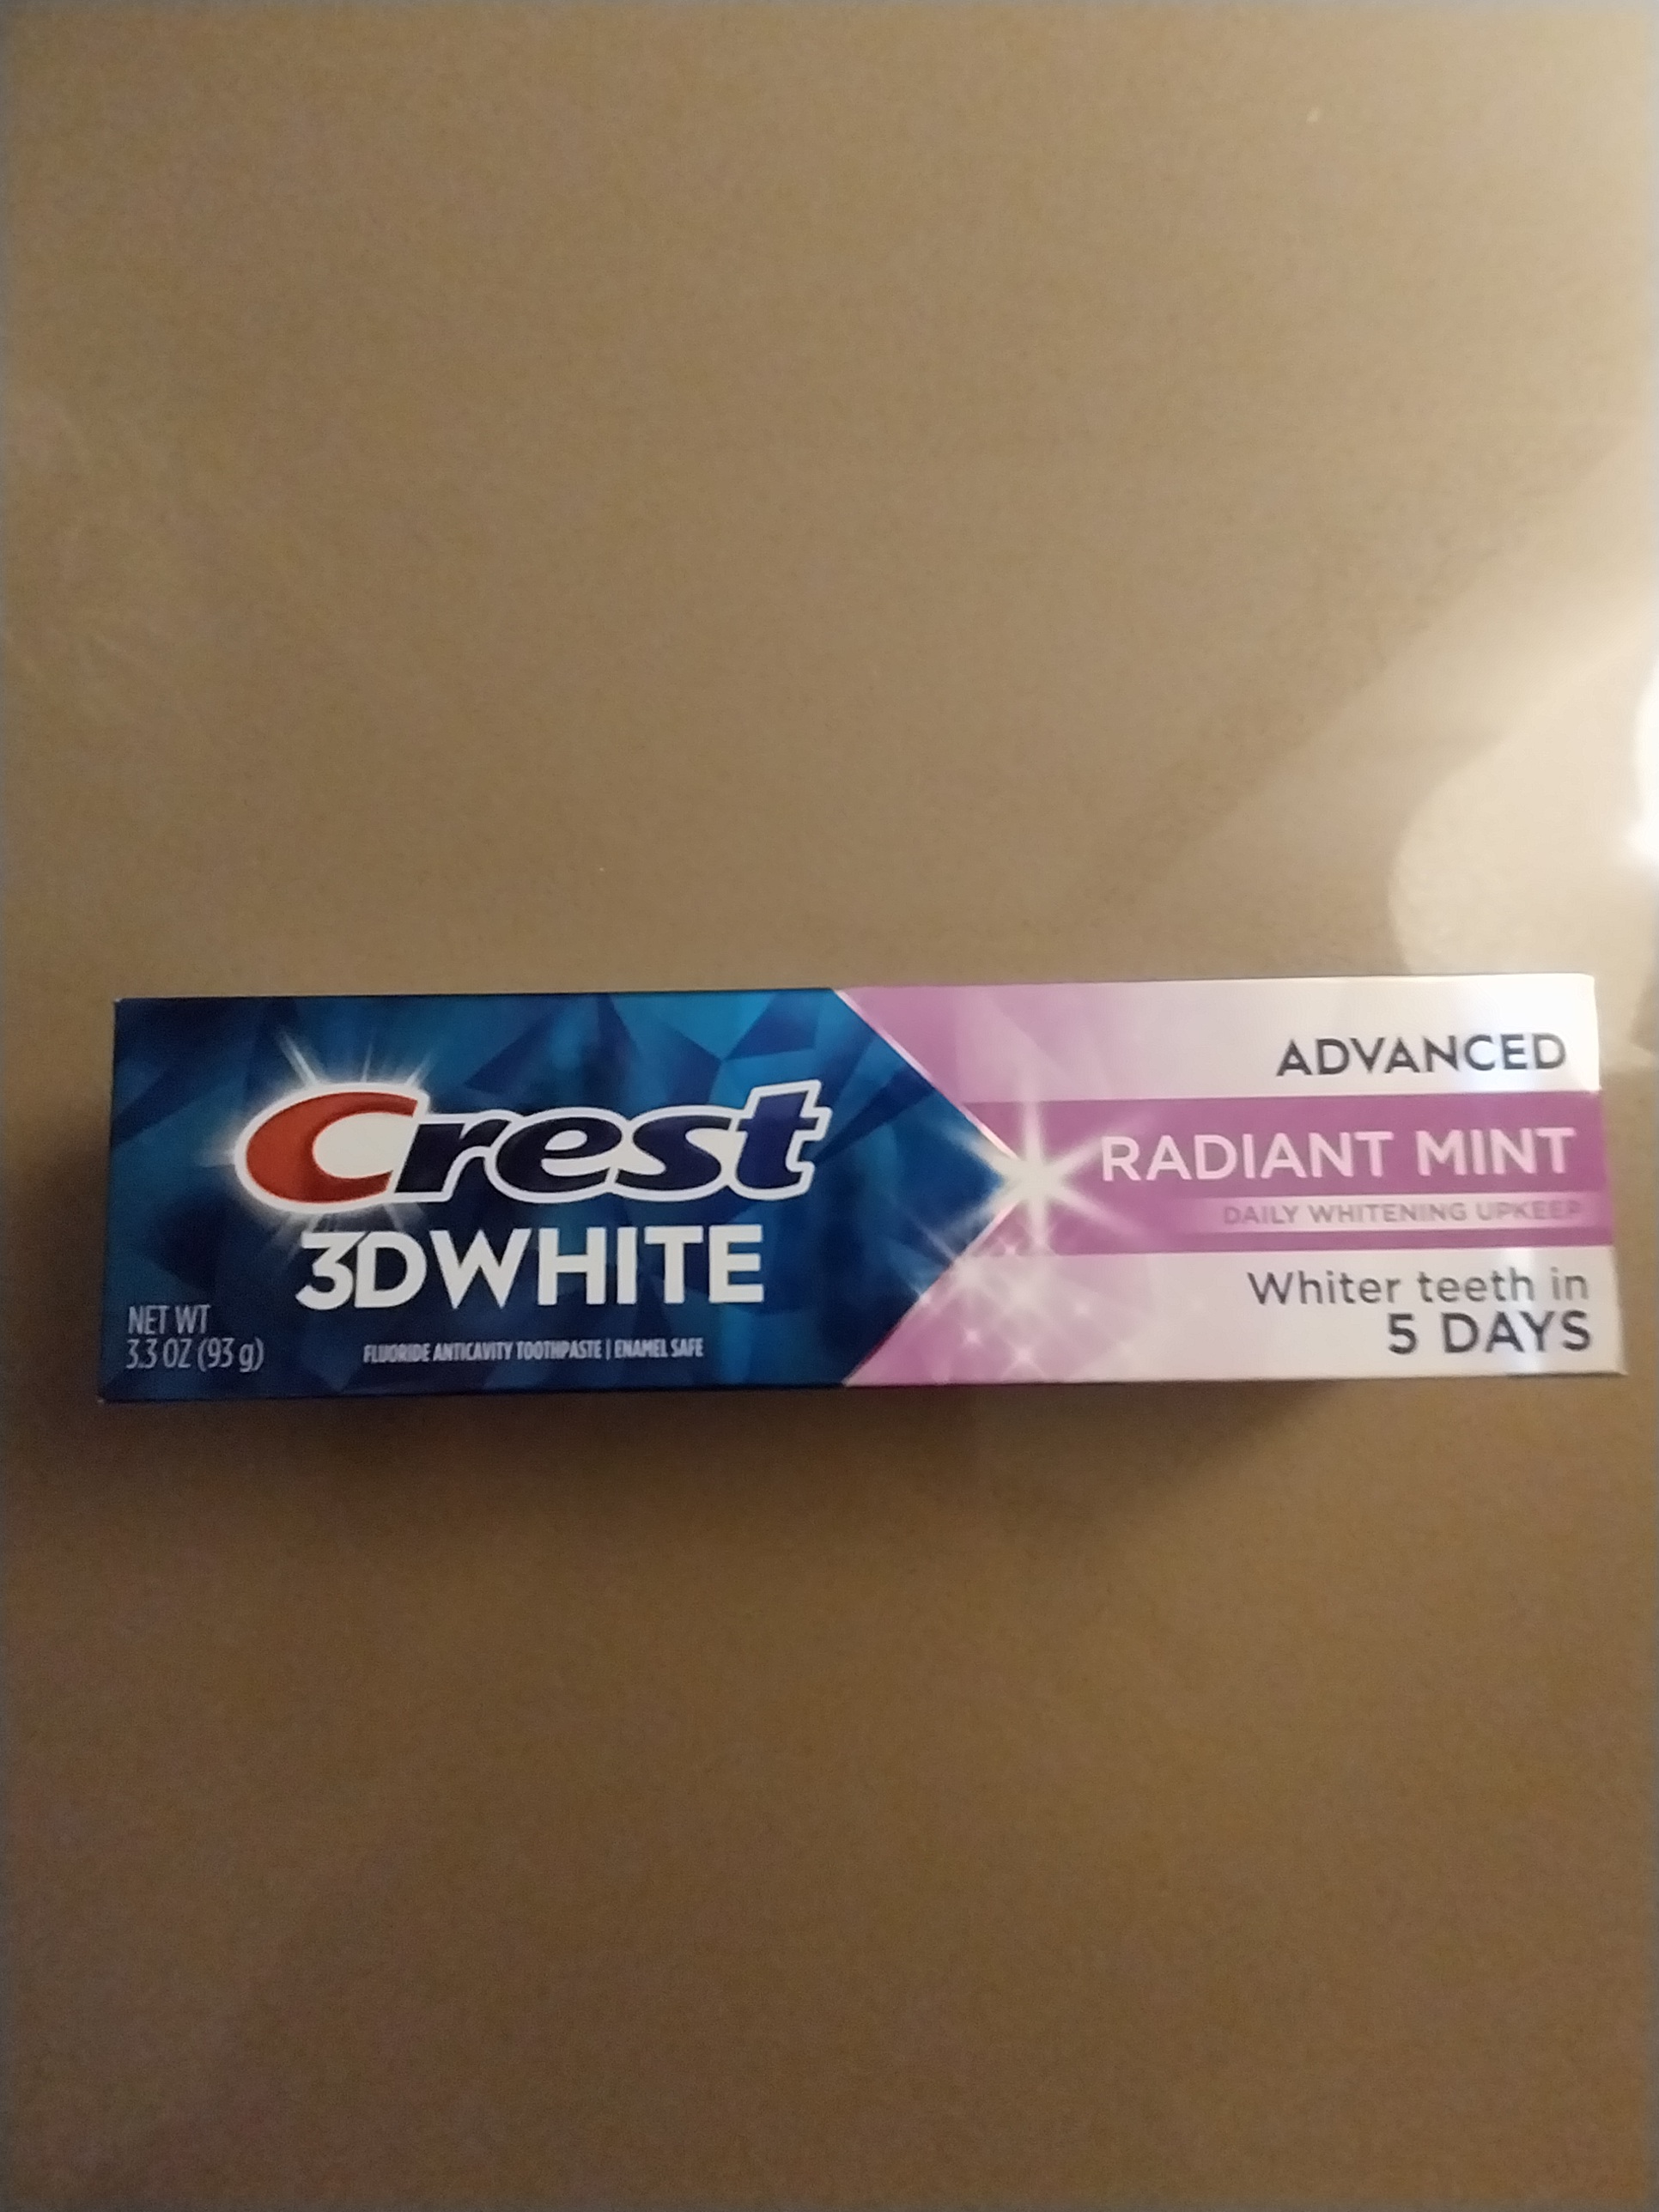 Crest
3DWHITE
NET WT
3.3 OZ (93 g)
FLUORIDE ANTICAVITY TOOTHPASTE | ENAMEL SAFE
ADVANCED
RADIANT MINT
DAILY WHITENING UPKEEP
Whiter teeth in
5 DAYS